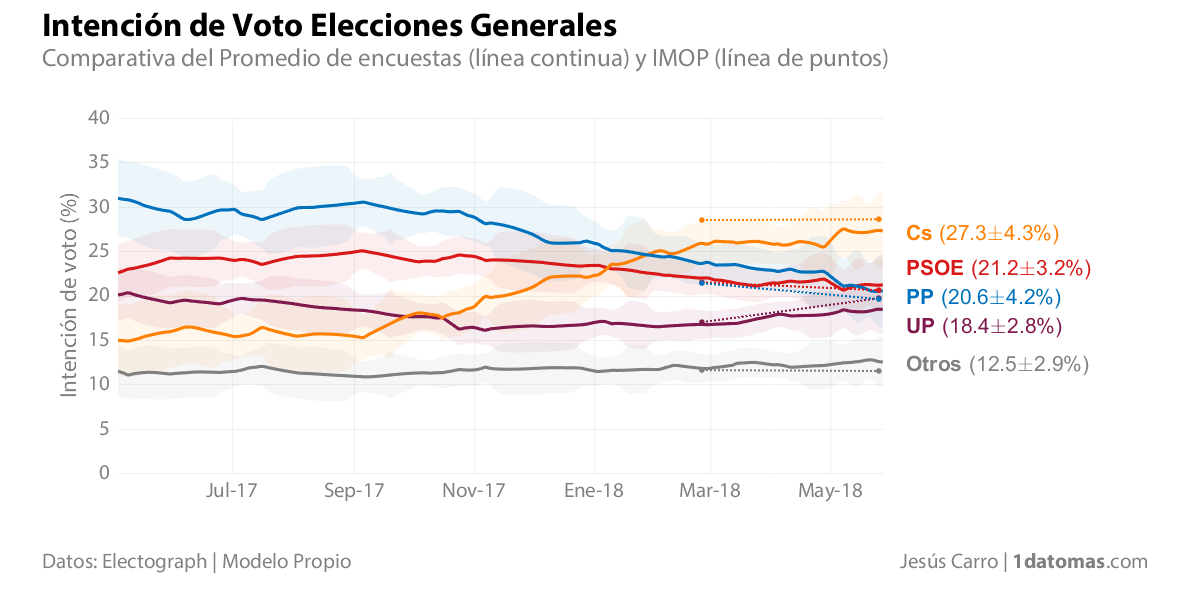 Intención de Voto Elecciones Generales
Comparativa del Promedio de encuestas (línea continua) y IMOP (línea de puntos)
Intención de voto (%)
40
35
30
25
20
15
10
5
0
Jul-17 Sep-17 Nov-17 Ene-18 Mar-18 May-18
Cs (27.3±4.3%)
PSOE (21.2±3.2%)
PP (20.6±4.2%)
UP (18.4±2.8%)
Otros (12.5±2.9%)
Datos: Electograph | Modelo Propio
Jesús Carro | 1datomas.com